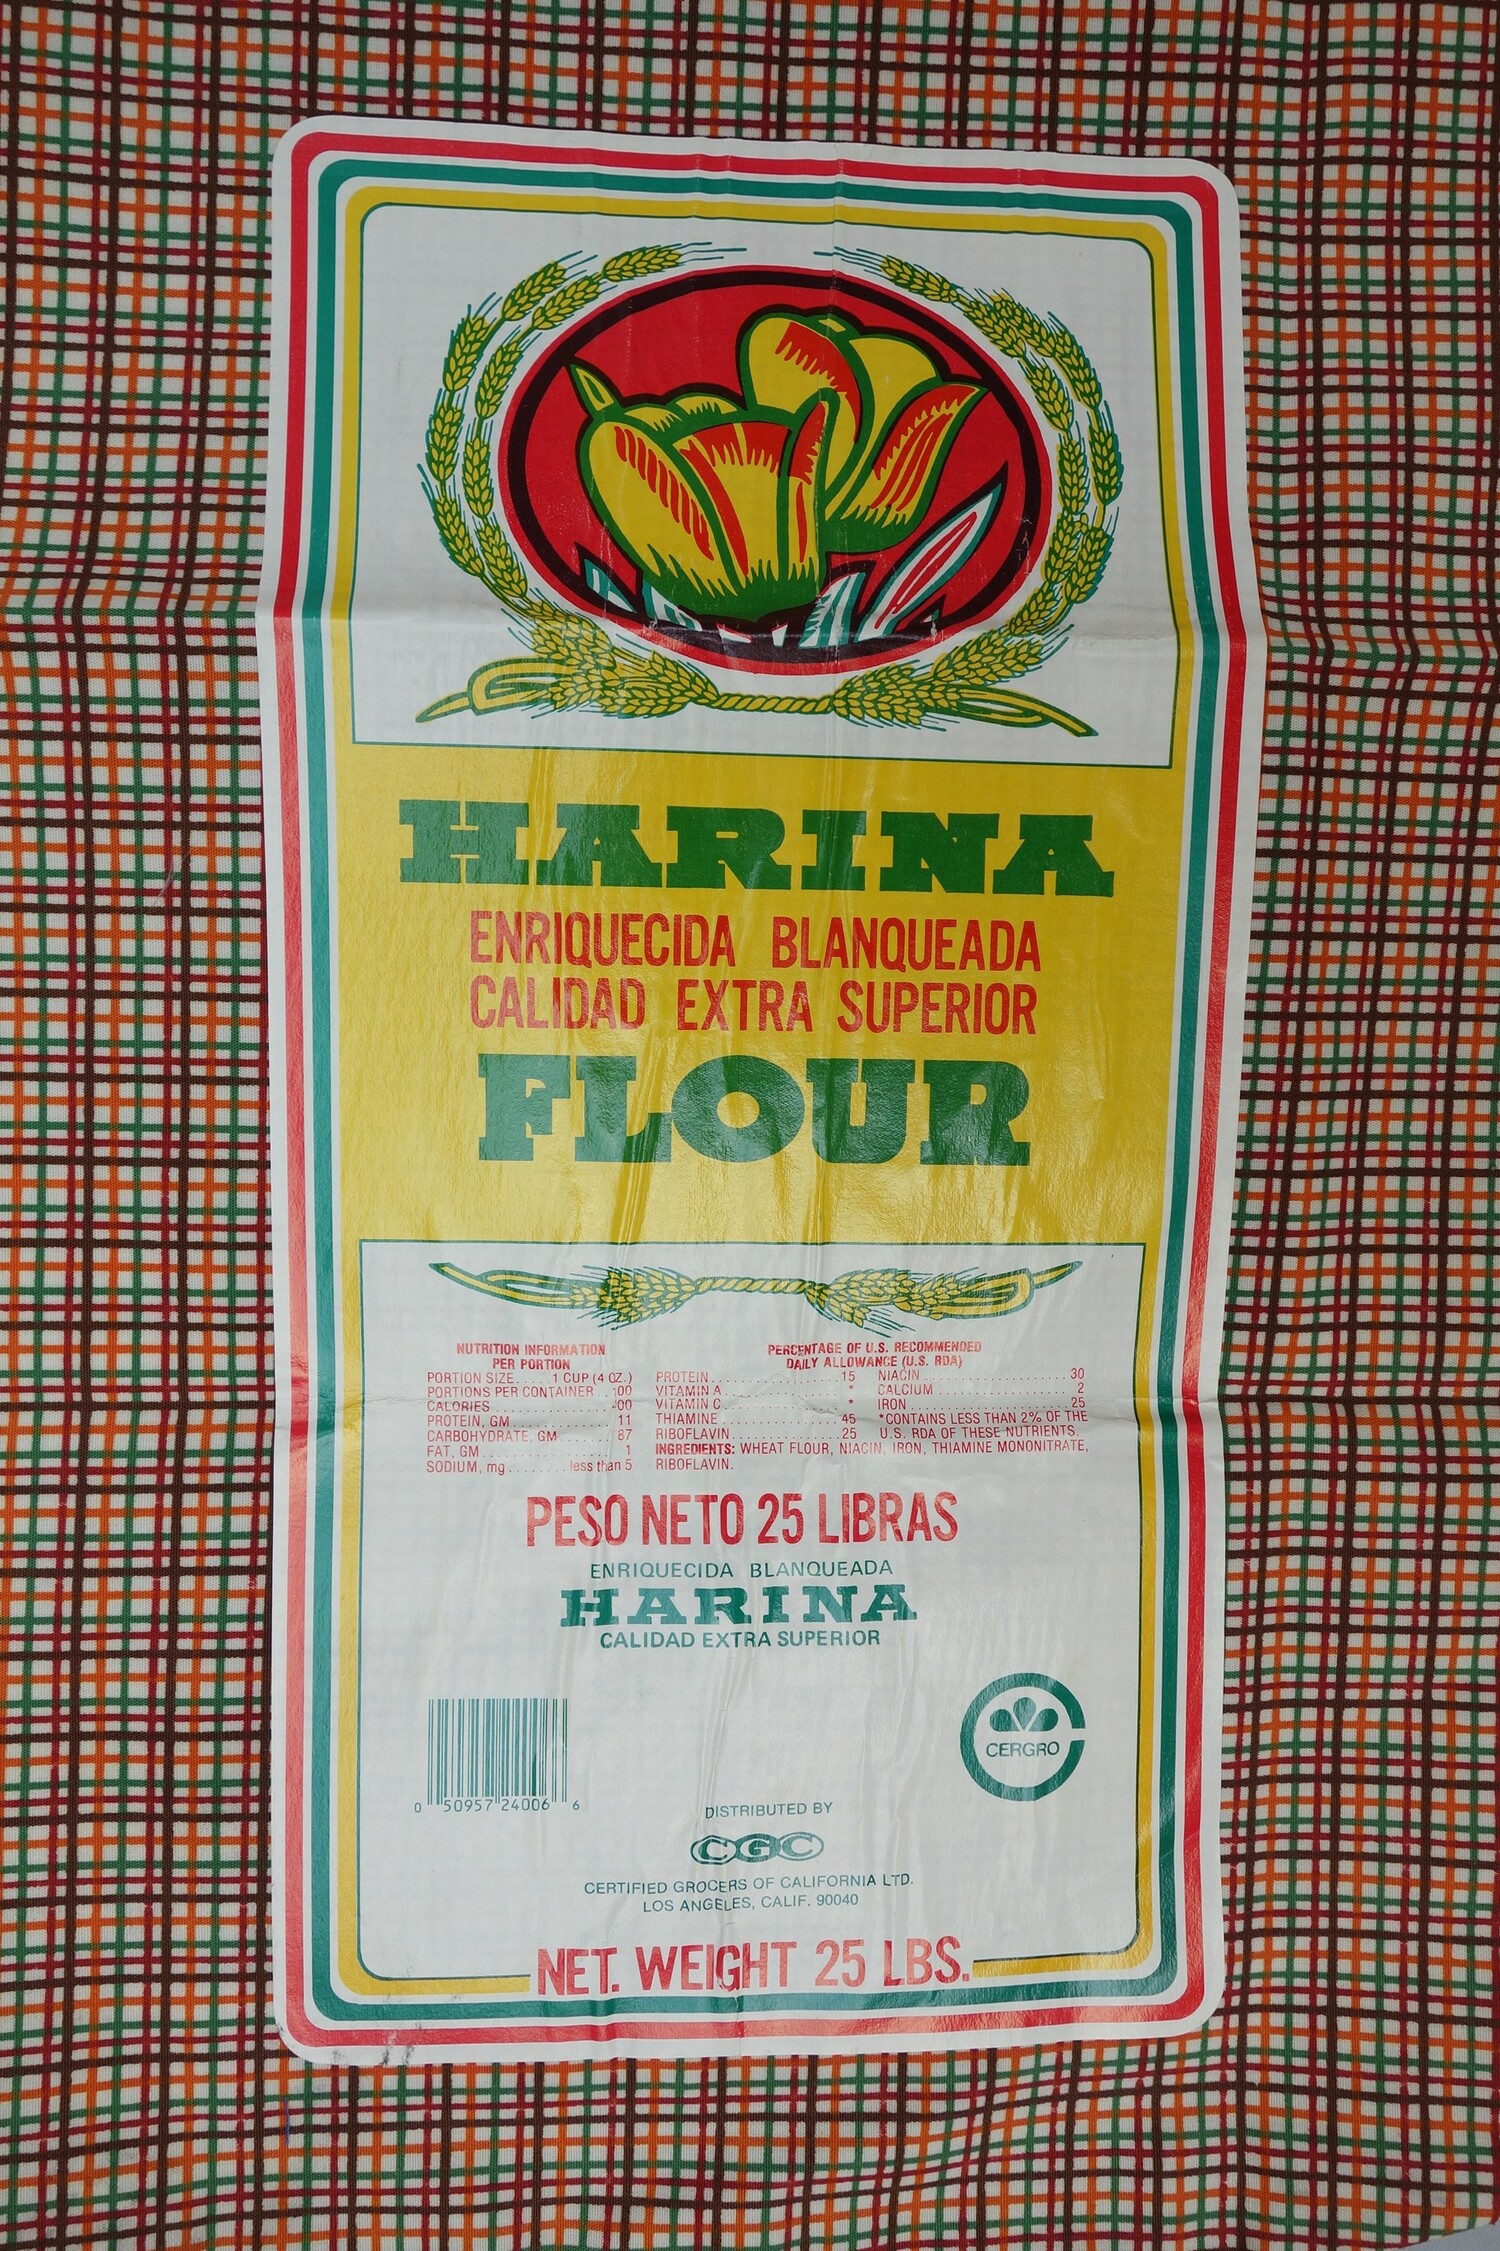 HARINA
ENRIQUECIDA BLANQUEADA
CALIDAD EXTRA SUPERIOR
FLOUR
NUTRITION INFORMATION
PER PORTION
PORTION SIZE.....1 CUP (4 OZ.)
PORTIONS PER CONTAINER..100
CALORIES
PROTEIN, GM..............11
CARBOHYDRATE, GM.......87
FAT, GM...................1
SODIUM, mg........less than 5
PERCENTAGE OF U.S. RECOMMENDED
DAILY ALLOWANCE (U.S. RDA)
PROTEIN..................15
VITAMIN A................*
VITAMIN C................*
THIAMINE................45
RIBOFLAVIN..............25
NIACIN...................30
CALCIUM..................2
IRON.....................25
*CONTAINS LESS THAN 2% OF THE
U.S. RDA OF THESE NUTRIENTS.
INGREDIENTS: WHEAT FLOUR, NIACIN, IRON, THIAMINE MONONITRATE,
RIBOFLAVIN.
PESO NETO 25 LIBRAS
ENRIQUECIDA BLANQUEADA
HARINA
CALIDAD EXTRA SUPERIOR
0 50957 24006 6
CERGRO
DISTRIBUTED BY
CGC
CERTIFIED GROCERS OF CALIFORNIA LTD.
LOS ANGELES, CALIF. 90040
NET. WEIGHT 25 LBS.